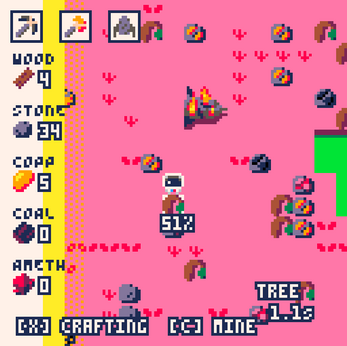 WOOD
4
STONE
34
COPP
5
COAL
0
AMETH
0
51%
TREE
1.1s
[X] CRAFTING [C] MINE